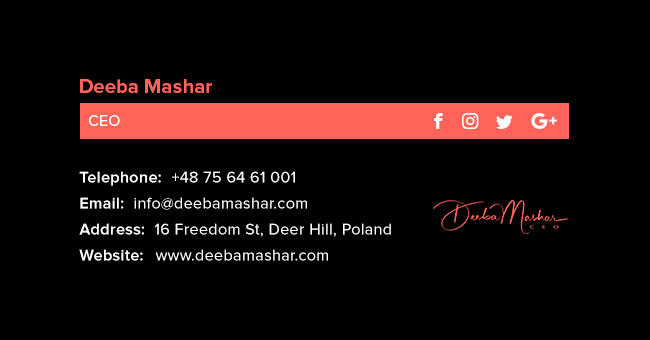 Deeba Mashar
CEO
Telephone: +48 75 64 61 001
Email: info@deebamashar.com
Address: 16 Freedom St, Deer Hill, Poland
Website: www.deebamashar.com
Deeba Mashar
CEO